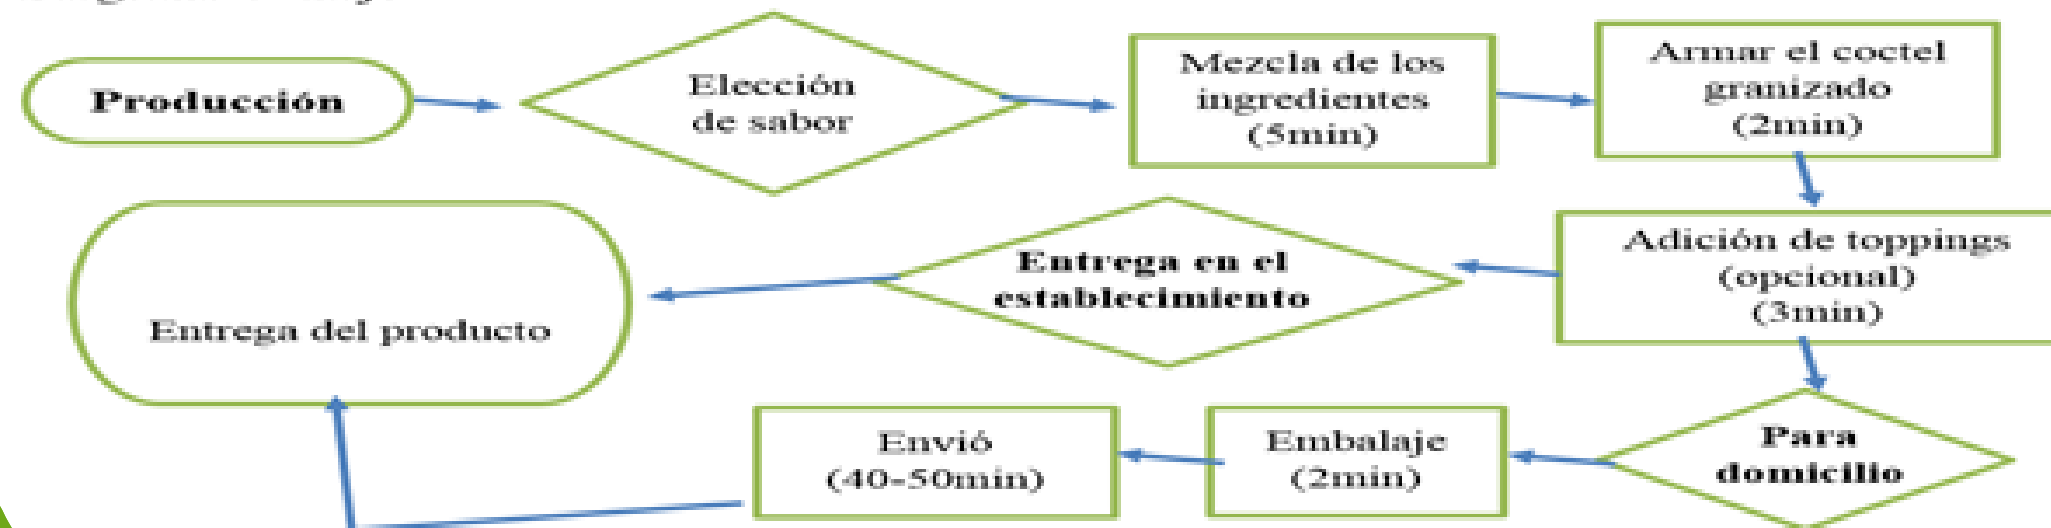 Producción
Elección
de sabor
Mezcla de los
ingredientes
(5min)
Armar el coctel
granizado
(2min)
Adición de toppings
(opcional)
(3min)
Entrega en el
establecimiento
Entrega del producto
Para
domicilio
Embalaje
(2min)
Envió
(40-50min)